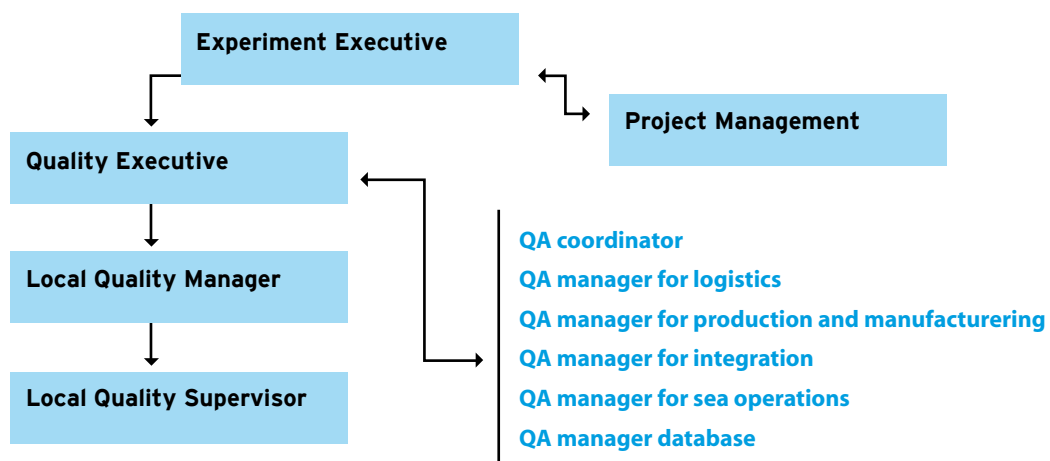 Experiment Executive
Project Management
Quality Executive
Local Quality Manager
Local Quality Supervisor
QA coordinator
QA manager for logistics
QA manager for production and manufacturering
QA manager for integration
QA manager for sea operations
QA manager database